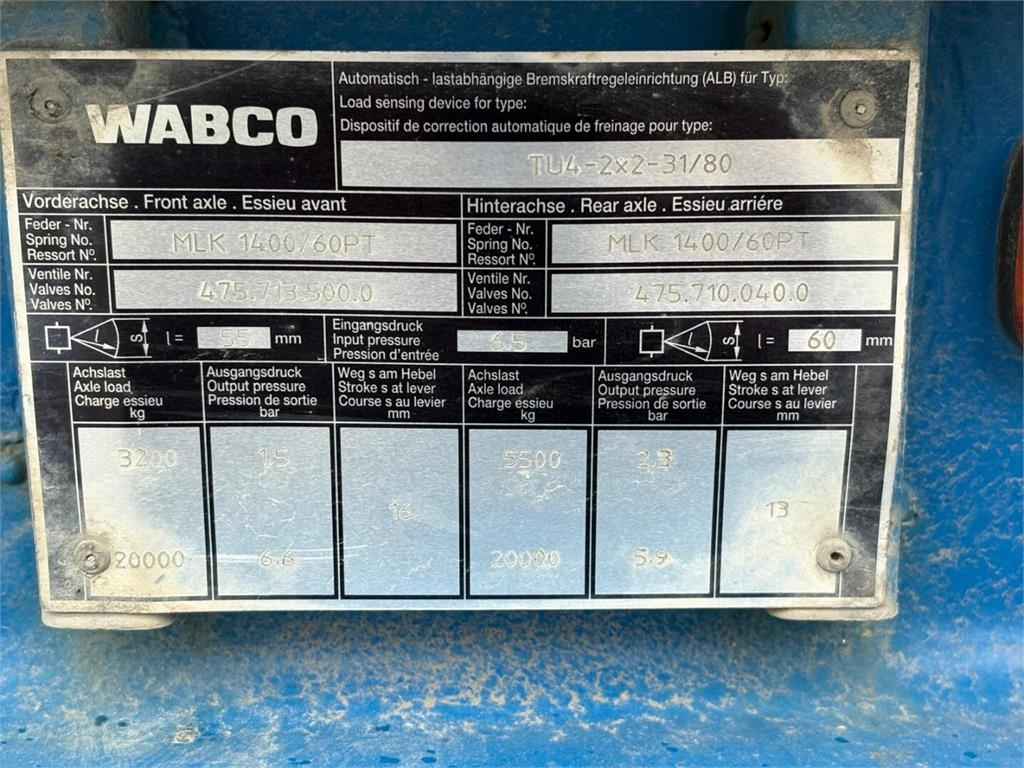 WABCO
Automatisch - lastabhängige Bremskraftregeleinrichtung (ALB) für Typ:
Load sensing device for type:
Dispositif de correction automatique de freinage pour type:
TU4-2x2-31/80
Vorderachse . Front axle . Essieu avant
Feder - Nr.
Spring No.
Ressort Nº.
MLK 1400/60PT
Ventile Nr.
Valves No.
Valves Nº.
475.713.500.0
Hinterachse . Rear axle . Essieu arriére
Feder - Nr.
Spring No.
Ressort Nº.
MLK 1400/60PT
Ventile Nr.
Valves No.
Valves Nº.
475.710.040.0
l S l = 55 mm
Eingangsdruck
Input pressure
Pression d'entrée
6.5 bar
l S l = 60 mm
Achslast
Axle load
Charge essieu
kg
3200
20000
Ausgangsdruck
Output pressure
Pression de sortie
bar
1.5
6.6
Weg s am Hebel
Stroke s at lever
Course s au levier
mm
16
Achslast
Axle load
Charge essieu
kg
5500
20000
Ausgangsdruck
Output pressure
Pression de sortie
bar
2.3
5.9
Weg s am Hebel
Stroke s at lever
Course s au levier
mm
13